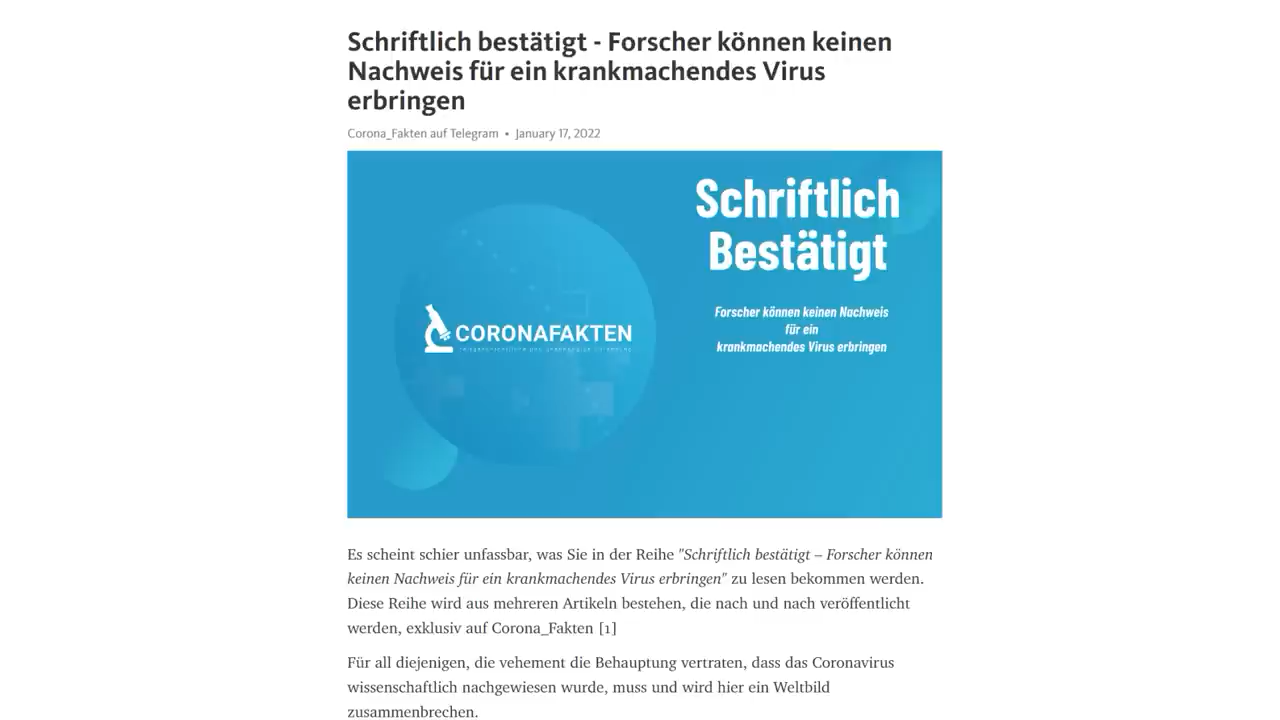 Schriftlich bestätigt - Forscher können keinen
Nachweis für ein krankmachendes Virus
erbringen
Corona_Fakten auf Telegram • January 17, 2022
Schriftlich
Bestätigt
Forscher können keinen Nachweis
für ein
krankmachendes Virus erbringen
CORONAFAKTEN
Es scheint schier unfassbar, was Sie in der Reihe "Schriftlich bestätigt – Forscher können
keinen Nachweis für ein krankmachendes Virus erbringen" zu lesen bekommen werden.
Diese Reihe wird aus mehreren Artikeln bestehen, die nach und nach veröffentlicht
werden, exklusiv auf Corona_Fakten [1]
Für all diejenigen, die vehement die Behauptung vertraten, dass das Coronavirus
wissenschaftlich nachgewiesen wurde, muss und wird hier ein Weltbild
zusammenbrechen.